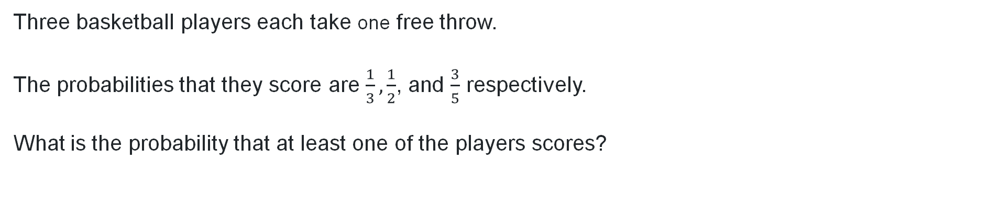 Three basketball players each take one free throw.
The probabilities that they score are 1/3, 1/2, and 3/5 respectively.
What is the probability that at least one of the players scores?